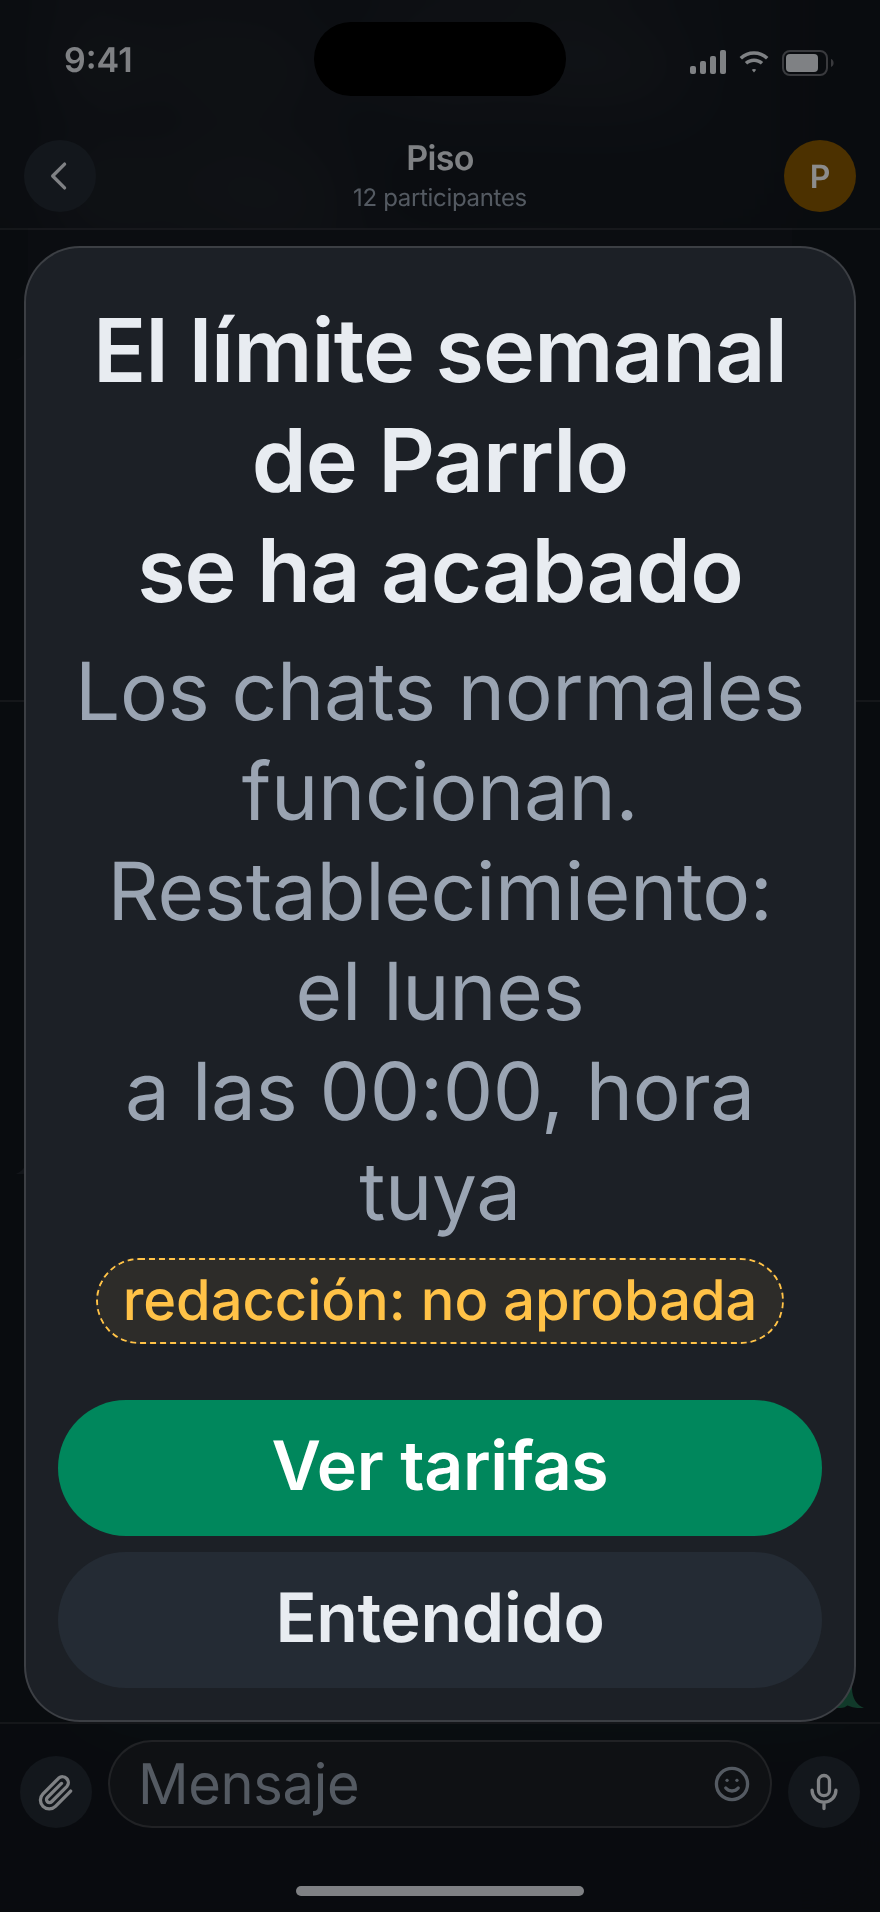 9:41
Piso
12 participantes
P
El límite semanal
de Parrlo
se ha acabado
Los chats normales
funcionan.
Restablecimiento:
el lunes
a las 00:00, hora
tuya
redacción: no aprobada
Ver tarifas
Entendido
Mensaje